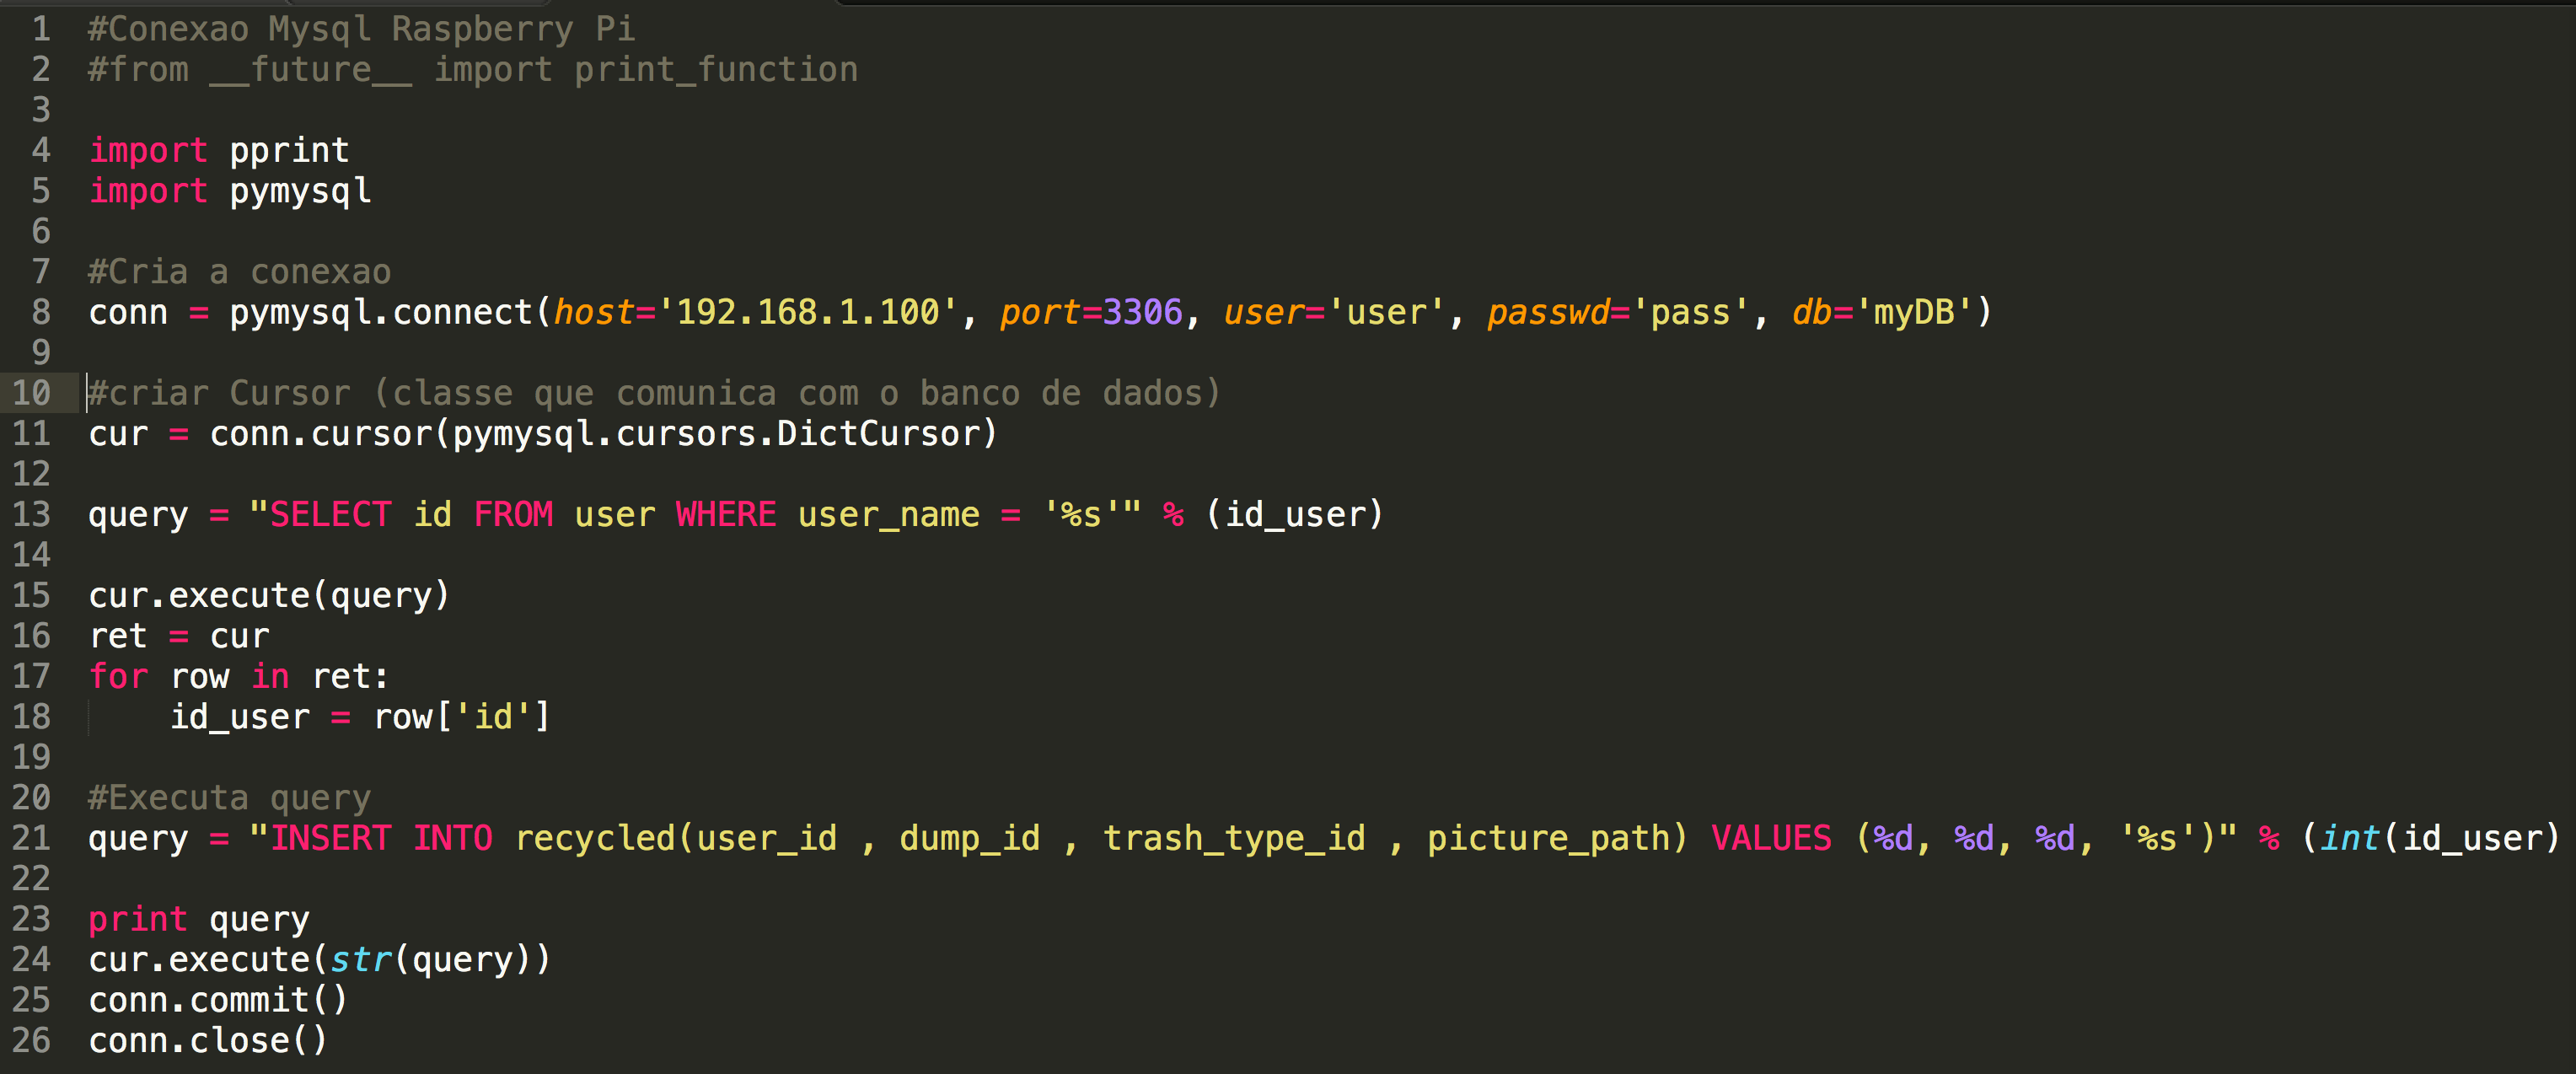 1 #Conexao Mysql Raspberry Pi
2 #from __future__ import print_function
3
4 import pprint
5 import pymysql
6
7 #Cria a conexao
8 conn = pymysql.connect(host='192.168.1.100', port=3306, user='user', passwd='pass', db='myDB')
9
10 #criar Cursor (classe que comunica com o banco de dados)
11 cur = conn.cursor(pymysql.cursors.DictCursor)
12
13 query = "SELECT id FROM user WHERE user_name = '%s'" % (id_user)
14
15 cur.execute(query)
16 ret = cur
17 for row in ret:
18     id_user = row['id']
19
20 #Executa query
21 query = "INSERT INTO recycled(user_id , dump_id , trash_type_id , picture_path) VALUES (%d, %d, %d, '%s')" % (int(id_user)
22
23 print query
24 cur.execute(str(query))
25 conn.commit()
26 conn.close()